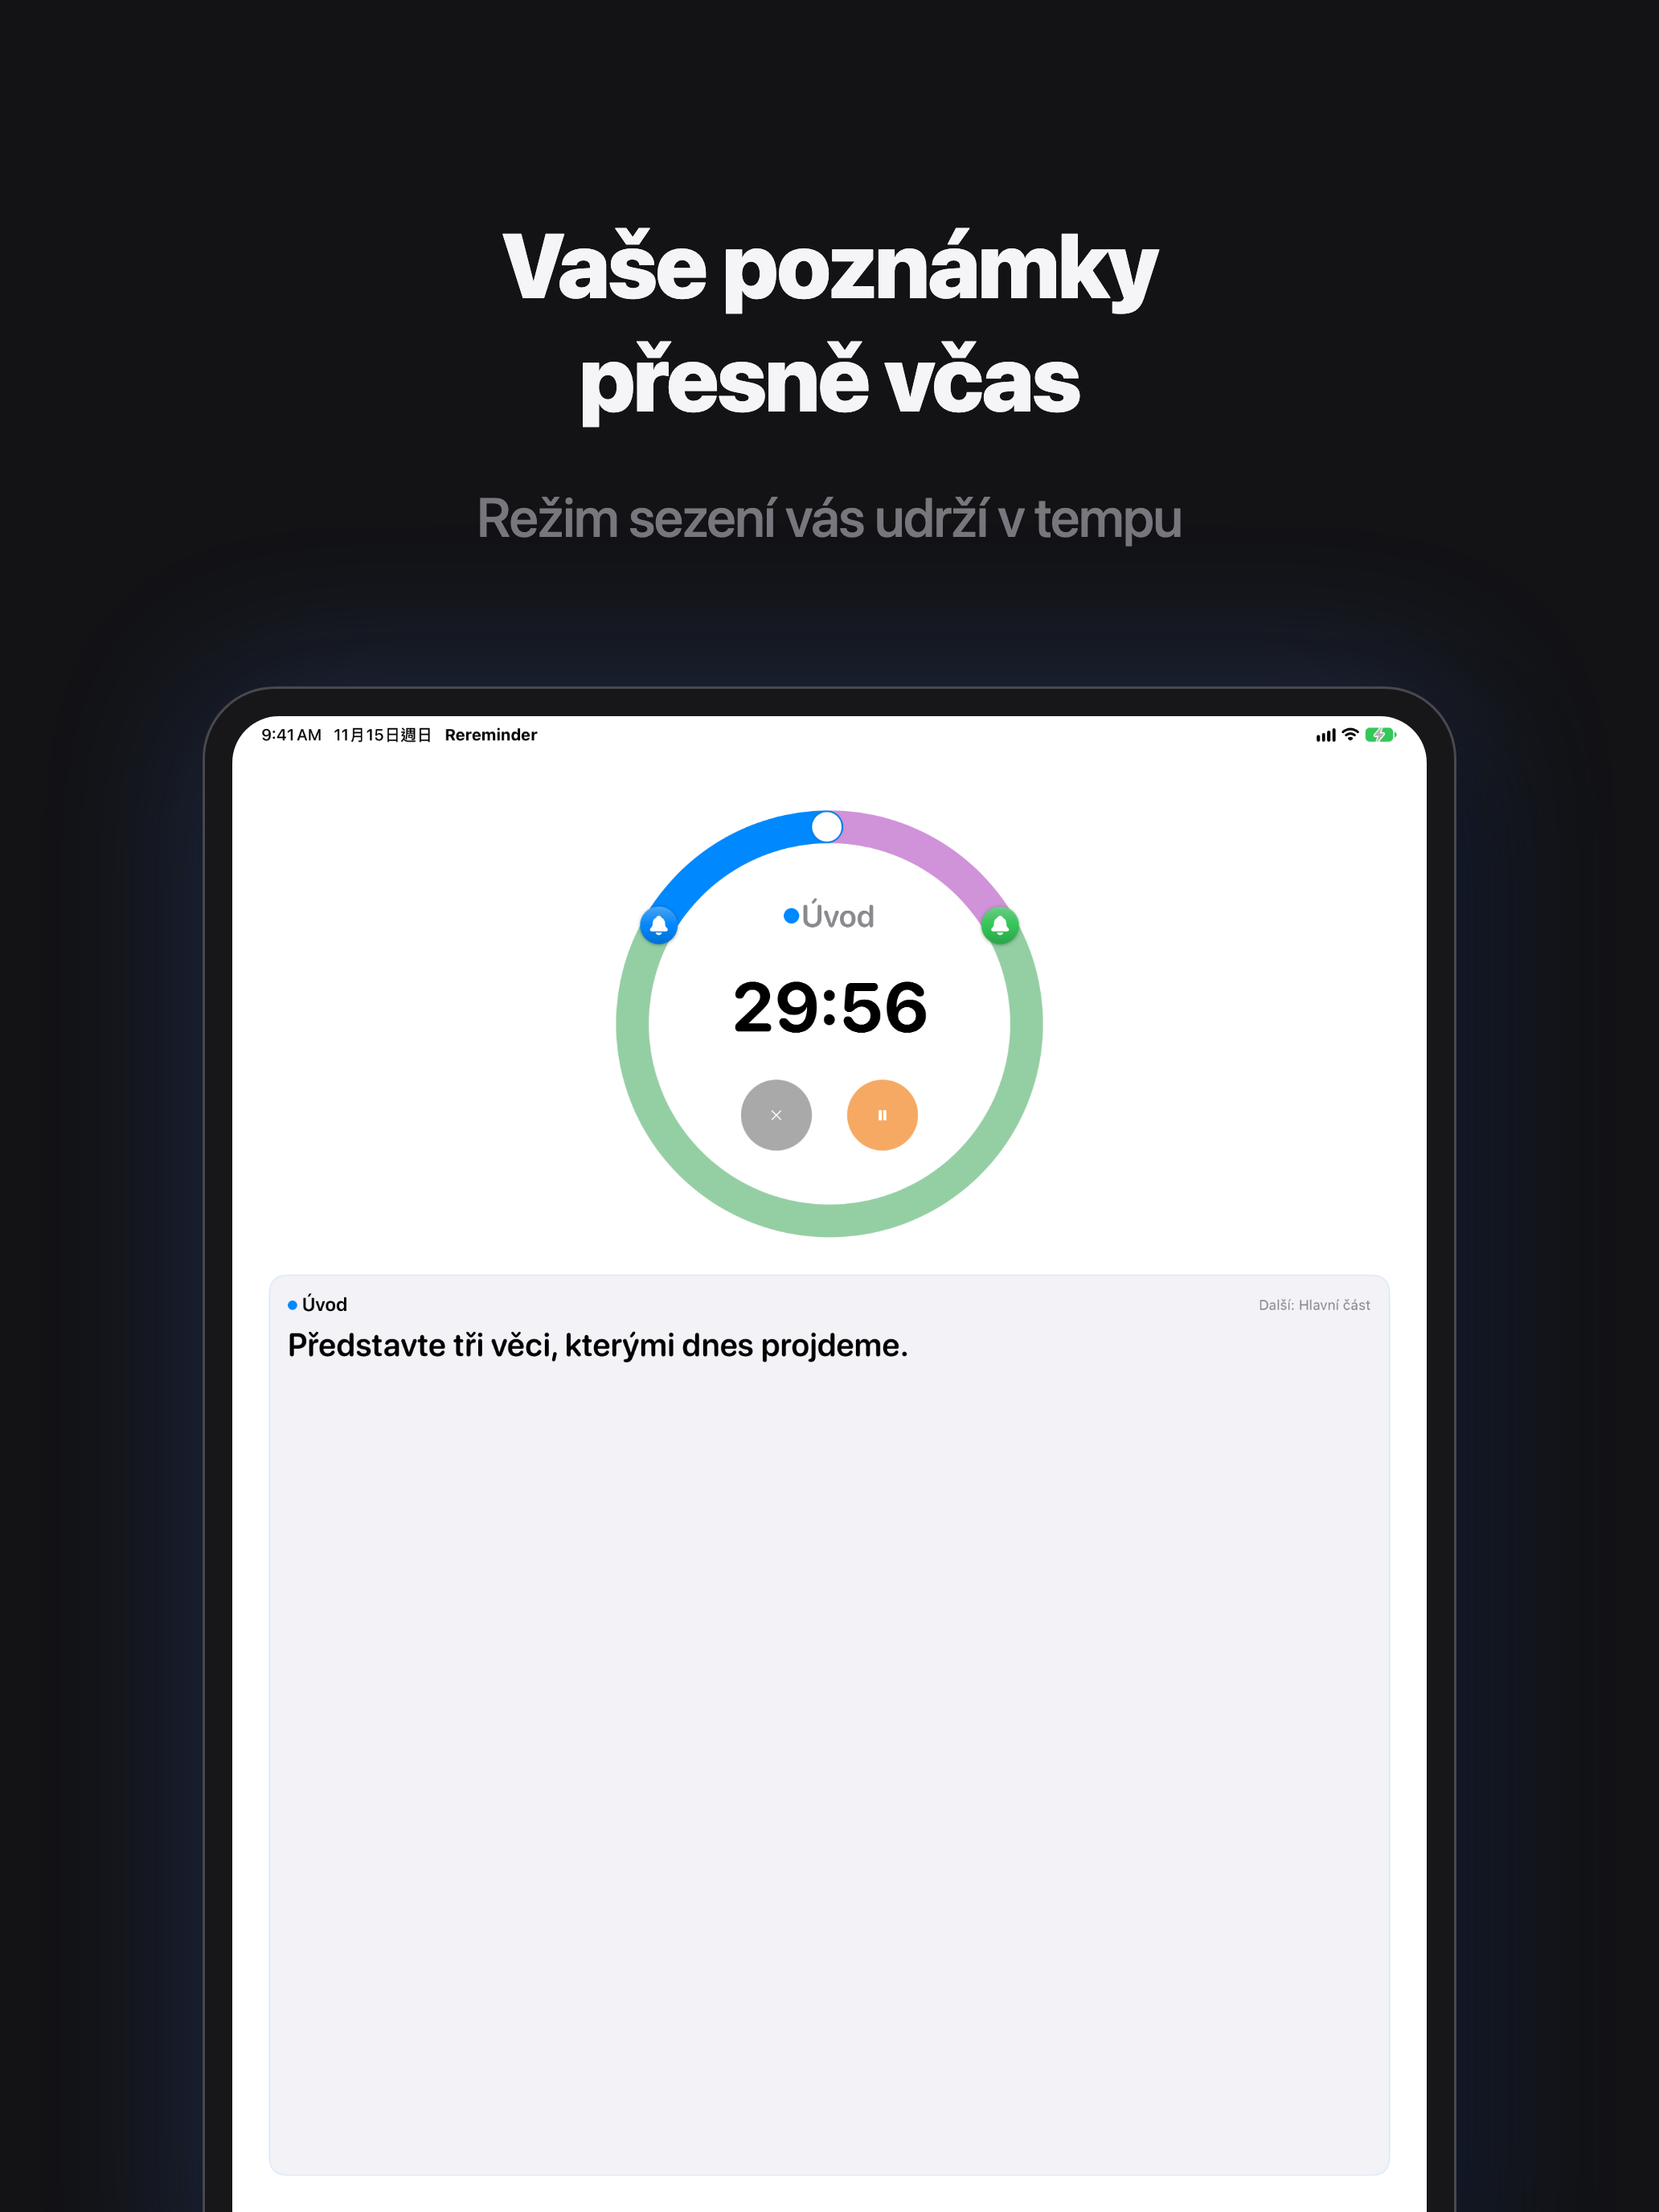 Vaše poznámky
přesně včas
Režim sezení vás udrží v tempu
9:41 AM 11月15日週日 Rereminder
Úvod
29:56
Úvod
Další: Hlavní část
Představte tři věci, kterými dnes projdeme.